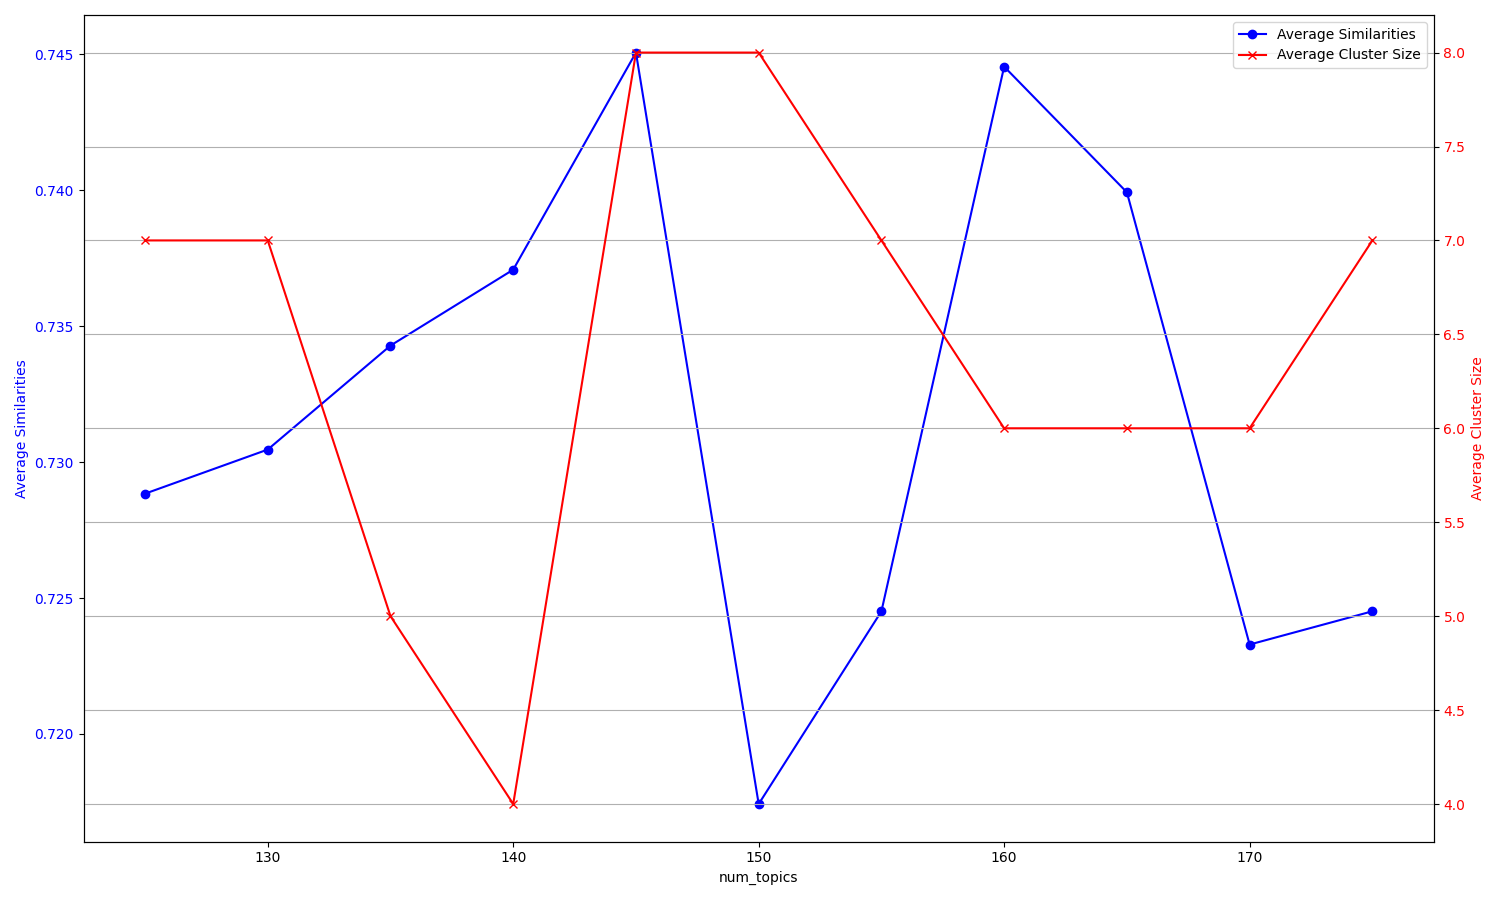 Average Similarities
Average Cluster Size
0.745
0.740
0.735
0.730
0.725
0.720
Average Similarities
8.0
7.5
7.0
6.5
6.0
5.5
5.0
4.5
4.0
Average Cluster Size
130 140 150 160 170
num_topics